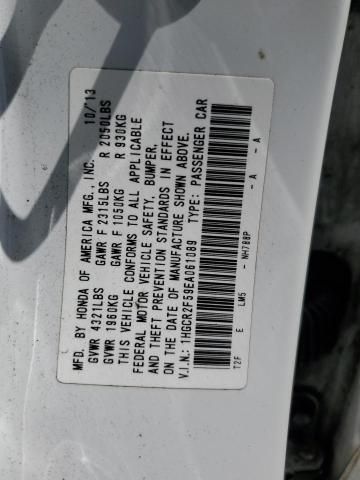 MFD. BY HONDA OF AMERICA MFG., INC. 10/13
GVWR 4321LBS GAWR F 2315LBS R 2050LBS
GVWR 1960KG GAWR F 1050KG R 930KG
THIS VEHICLE CONFORMS TO ALL APPLICABLE
FEDERAL MOTOR VEHICLE SAFETY, BUMPER,
AND THEFT PREVENTION STANDARDS IN EFFECT
ON THE DATE OF MANUFACTURE SHOWN ABOVE.
V.I.N.: 1HGCR2F59EA061089 TYPE: PASSENGER CAR
T2F E LM5 - NH788P - A - A